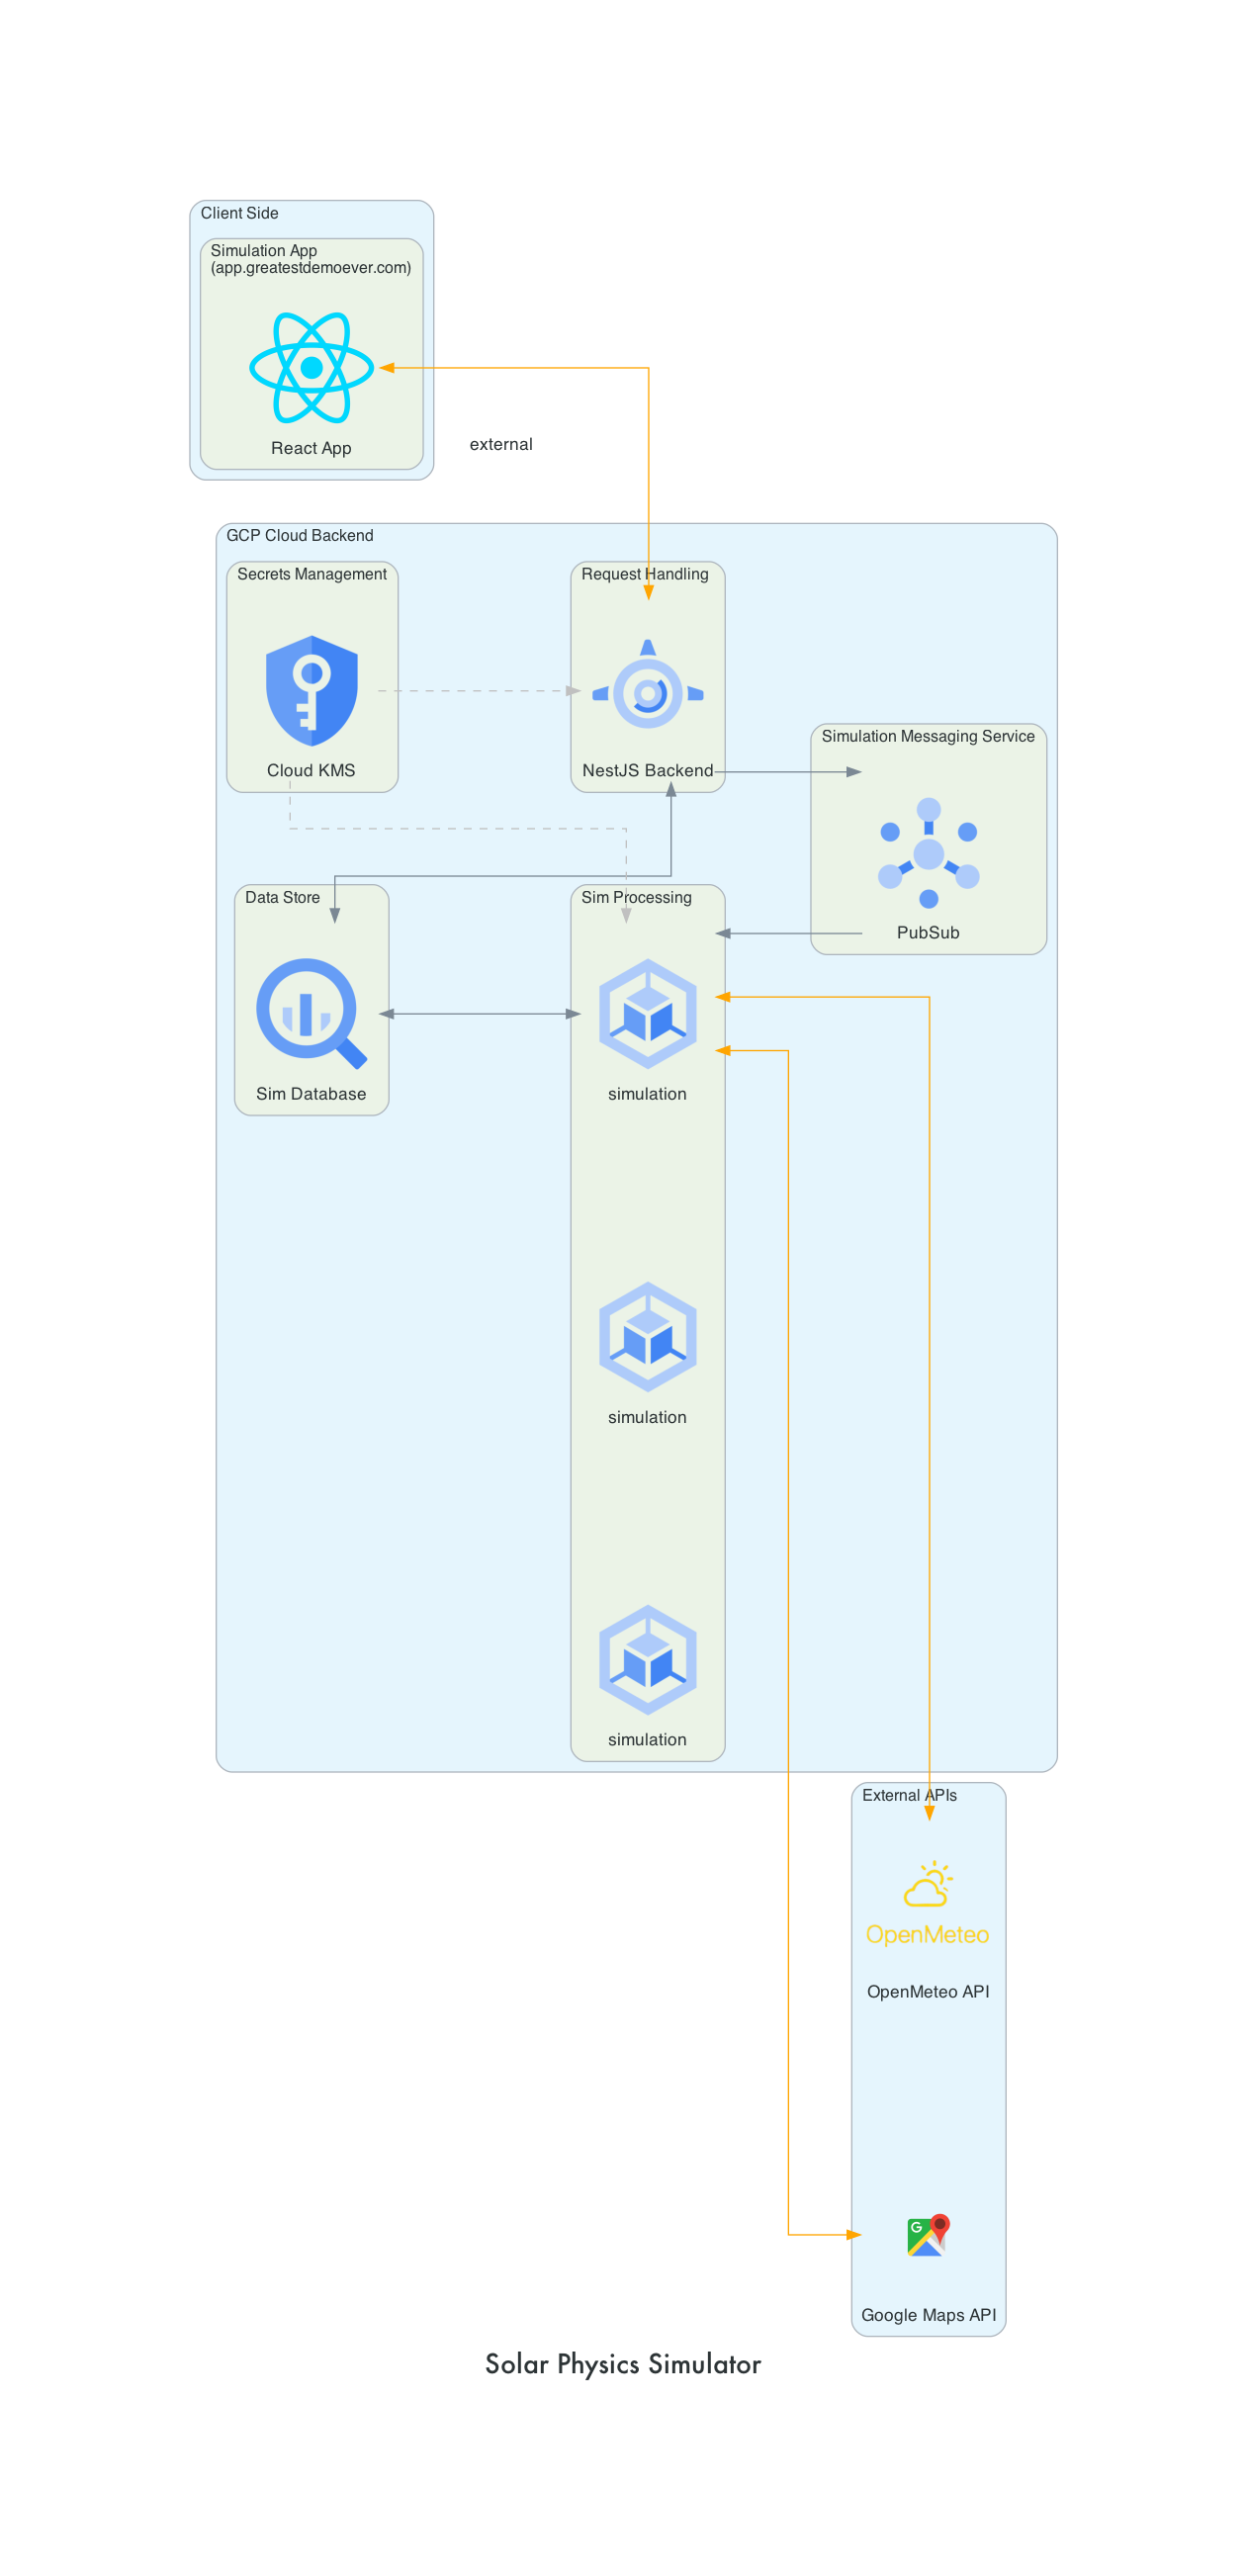 Client Side
Simulation App
(app.greatestdemoever.com)
React App
external
GCP Cloud Backend
Secrets Management
Cloud KMS
Request Handling
NestJS Backend
Simulation Messaging Service
PubSub
Data Store
Sim Database
Sim Processing
simulation
simulation
simulation
External APIs
OpenMeteo
OpenMeteo API
G
Google Maps API
Solar Physics Simulator